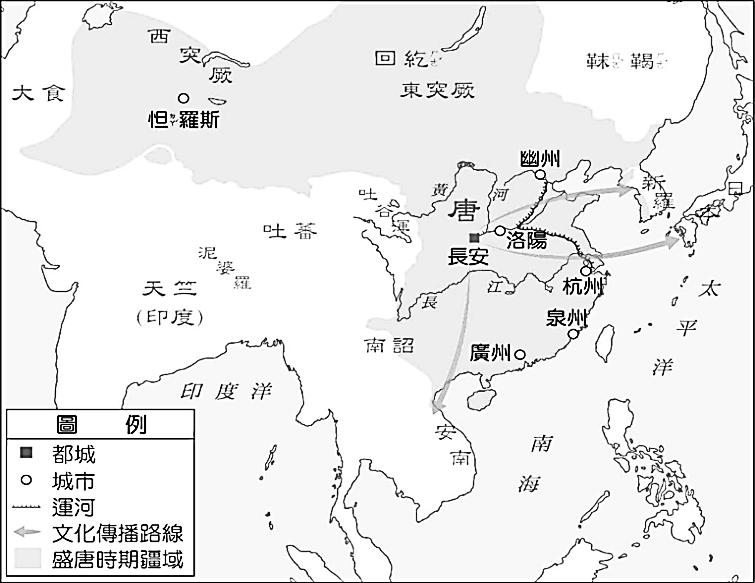 西突厥
回紇
靺鞨
大食
東突厥
怛羅斯
幽州
新羅
日本
黃河
唐
吐谷渾
吐蕃
洛陽
長安
泥婆羅
天竺
(印度)
長江
杭州
太平洋
泉州
南詔
廣州
印度洋
安南
南海
圖例
都城
城市
運河
文化傳播路線
盛唐時期疆域